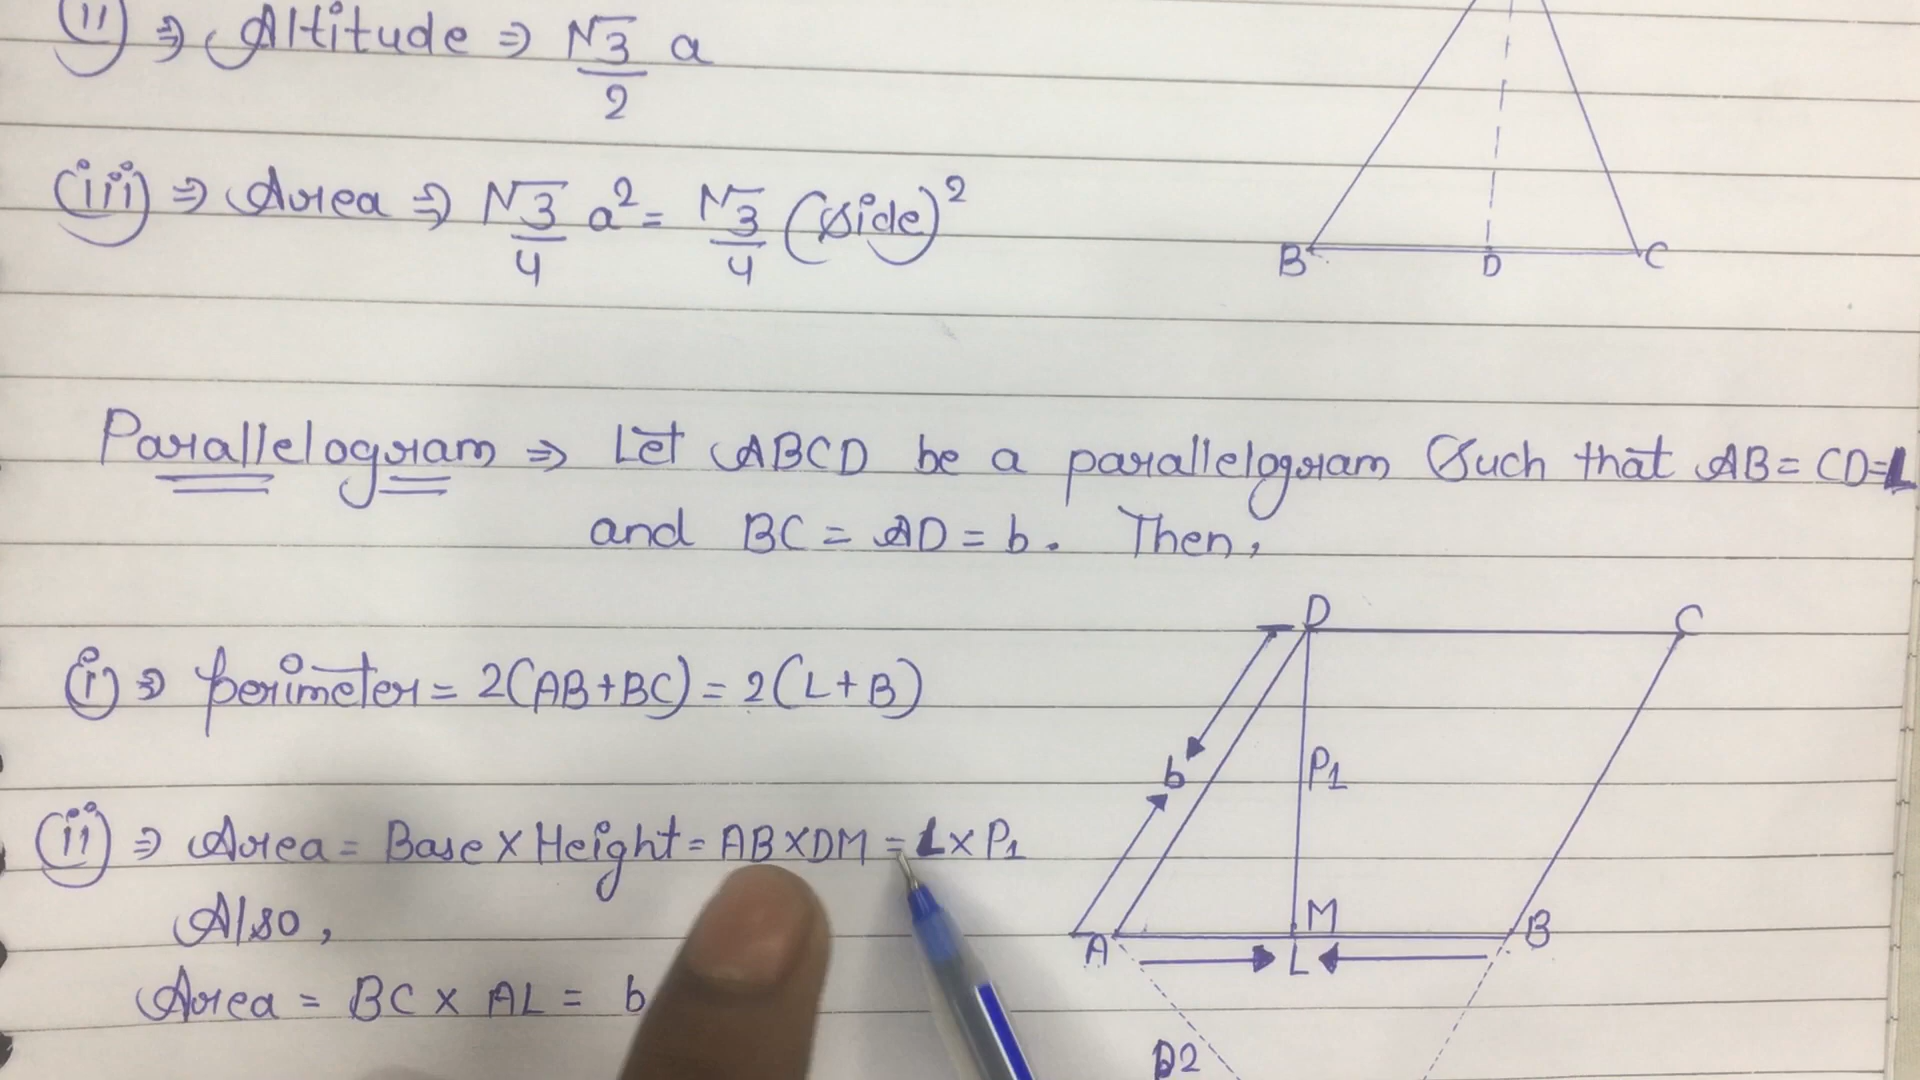 (ii) ⇒ Altitude ⇒ √3/2 a
(iii) ⇒ Area ⇒ √3/4 a² = √3/4 (Side)²
B D C
Parallelogram ⇒ Let ABCD be a parallelogram Such that AB = CD = L
and BC = AD = b. Then,
D C
(i) ⇒ perimeter = 2(AB+BC) = 2(L+B)
b P1
(ii) ⇒ Area = Base × Height = AB×DM = L×P1
M
A L B
Also,
Area = BC × AL = b